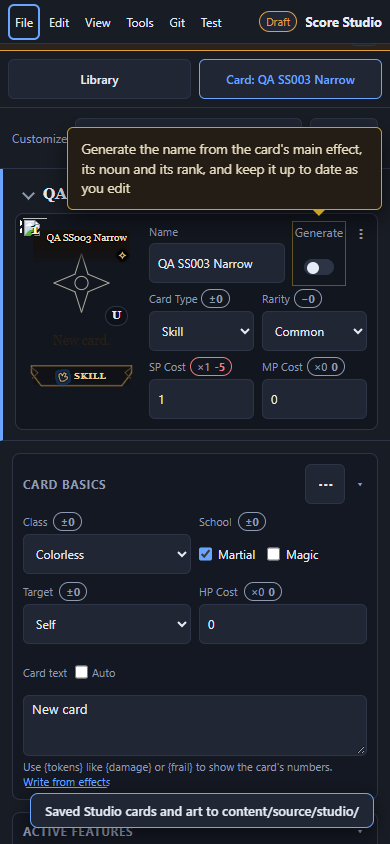 File Edit View Tools Git Test Draft Score Studio
Library Card: QA SS003 Narrow
Customize
Generate the name from the card's main effect,
its noun and its rank, and keep it up to date as
you edit
QA
QA SS003 Narrow
U
New card
SKILL
Name Generate
QA SS003 Narrow
Card Type ±0 Rarity −0
Skill Common
SP Cost ×1 -5 MP Cost ×0 0
1 0
CARD BASICS ...
Class ±0 School ±0
Colorless Martial Magic
Target ±0 HP Cost ×0 0
Self 0
Card text Auto
New card
Use {tokens} like {damage} or {frail} to show the card's numbers.
Write from effects
Saved Studio cards and art to content/source/studio/
ACTIVE FEATURES